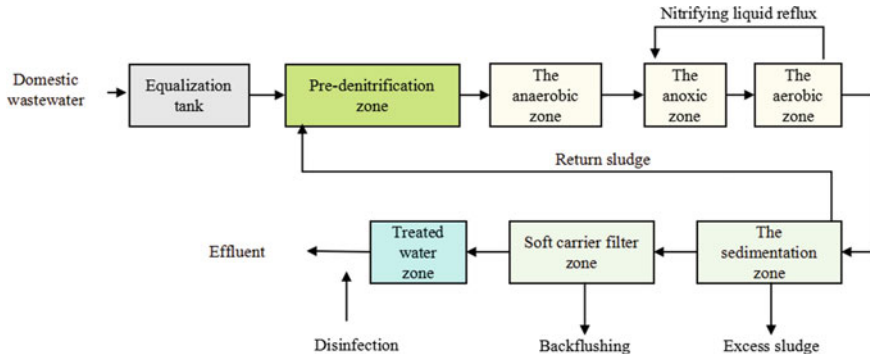 Nitrifying liquid reflux
Domestic
wastewater
Equalization
tank
Pre-denitrification
zone
The
anaerobic
zone
The
anoxic
zone
The
aerobic
zone
Return sludge
Effluent
Treated
water
zone
Soft carrier filter
zone
The
sedimentation
zone
Disinfection
Backflushing
Excess sludge